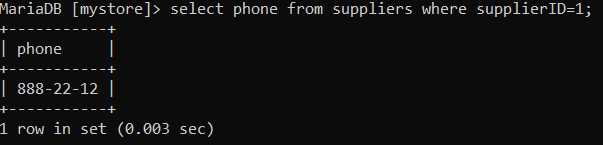 MariaDB [mystore]> select phone from suppliers where supplierID=1;
+-----------+
| phone     |
+-----------+
| 888-22-12 |
+-----------+
1 row in set (0.003 sec)